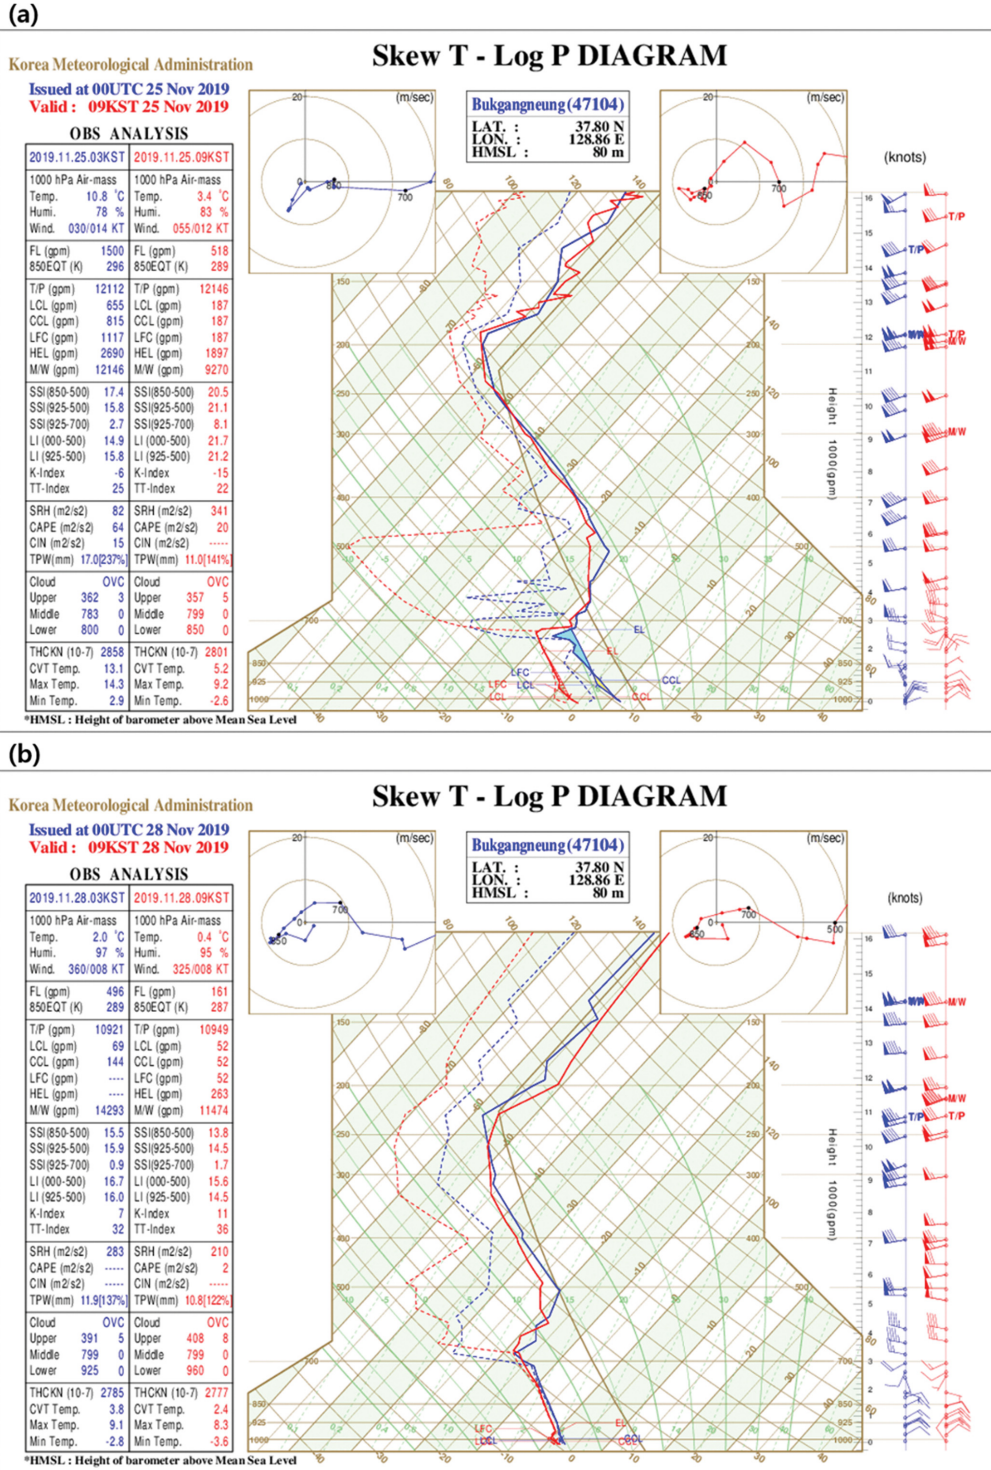 (a)
Skew T - Log P DIAGRAM
Korea Meteorological Administration
Issued at 00UTC 25 Nov 2019
Valid : 09KST 25 Nov 2019
OBS ANALYSIS
2019.11.25.03KST 2019.11.25.09KST
1000 hPa Air-mass 1000 hPa Air-mass
Temp. 10.8 °C Temp. 3.4 °C
Humi. 78 % Humi. 83 %
Wind. 030/014 KT Wind. 055/012 KT
FL (gpm) 1500 FL (gpm) 518
850EQT (K) 296 850EQT (K) 289
T/P (gpm) 12112 T/P (gpm) 12146
LCL (gpm) 655 LCL (gpm) 187
CCL (gpm) 815 CCL (gpm) 187
LFC (gpm) 1117 LFC (gpm) 187
HEL (gpm) 2690 HEL (gpm) 1897
M/W (gpm) 12146 M/W (gpm) 9270
SSI(850-500) 17.4 SSI(850-500) 20.5
SSI(925-500) 15.8 SSI(925-500) 21.1
SSI(925-700) 2.7 SSI(925-700) 8.1
LI (000-500) 14.9 LI (000-500) 21.7
LI (925-500) 15.8 LI (925-500) 21.2
K-Index -6 K-Index -15
TT-Index 25 TT-Index 22
SRH (m2/s2) 82 SRH (m2/s2) 341
CAPE (m2/s2) 64 CAPE (m2/s2) 20
CIN (m2/s2) 15 CIN (m2/s2) -----
TPW(mm) 17.0[237%] TPW(mm) 11.0[141%]
Cloud OVC Cloud OVC
Upper 362 3 Upper 357 5
Middle 783 0 Middle 799 0
Lower 800 0 Lower 850 0
THCKN (10-7) 2858 THCKN (10-7) 2801
CVT Temp. 13.1 CVT Temp. 5.2
Max Temp. 14.3 Max Temp. 9.2
Min Temp. 2.9 Min Temp. -2.6
*HMSL : Height of barometer above Mean Sea Level
20 (m/sec)
0
700
Bukgangneung (47104)
LAT. : 37.80 N
LON. : 128.86 E
HMSL : 80 m
20 (m/sec)
0
700
(knots)
Height 1000(gpm)
T/P
T/P
T/P
M/W
M/W
EL
EL
LFC
CCL
LFC
LCL
LCL
CCL
(b)
Skew T - Log P DIAGRAM
Korea Meteorological Administration
Issued at 00UTC 28 Nov 2019
Valid : 09KST 28 Nov 2019
OBS ANALYSIS
2019.11.28.03KST 2019.11.28.09KST
1000 hPa Air-mass 1000 hPa Air-mass
Temp. 2.0 °C Temp. 0.4 °C
Humi. 97 % Humi. 95 %
Wind. 360/008 KT Wind. 325/008 KT
FL (gpm) 496 FL (gpm) 161
850EQT (K) 289 850EQT (K) 287
T/P (gpm) 10921 T/P (gpm) 10949
LCL (gpm) 69 LCL (gpm) 52
CCL (gpm) 144 CCL (gpm) 52
LFC (gpm) ---- LFC (gpm) 52
HEL (gpm) ---- HEL (gpm) 263
M/W (gpm) 14293 M/W (gpm) 11474
SSI(850-500) 15.5 SSI(850-500) 13.8
SSI(925-500) 15.9 SSI(925-500) 14.5
SSI(925-700) 0.9 SSI(925-700) 1.7
LI (000-500) 16.7 LI (000-500) 15.6
LI (925-500) 16.0 LI (925-500) 14.5
K-Index 7 K-Index 11
TT-Index 32 TT-Index 36
SRH (m2/s2) 283 SRH (m2/s2) 210
CAPE (m2/s2) ----- CAPE (m2/s2) 2
CIN (m2/s2) ----- CIN (m2/s2) -----
TPW(mm) 11.9[137%] TPW(mm) 10.8[122%]
Cloud OVC Cloud OVC
Upper 391 5 Upper 408 8
Middle 799 0 Middle 799 0
Lower 925 0 Lower 960 0
THCKN (10-7) 2785 THCKN (10-7) 2777
CVT Temp. 3.8 CVT Temp. 2.4
Max Temp. 9.1 Max Temp. 8.3
Min Temp. -2.8 Min Temp. -3.6
*HMSL : Height of barometer above Mean Sea Level
20 (m/sec)
0
700
Bukgangneung (47104)
LAT. : 37.80 N
LON. : 128.86 E
HMSL : 80 m
20 (m/sec)
0
700
500
(knots)
Height 1000(gpm)
M/W
M/W
T/P
T/P
LFC
EL